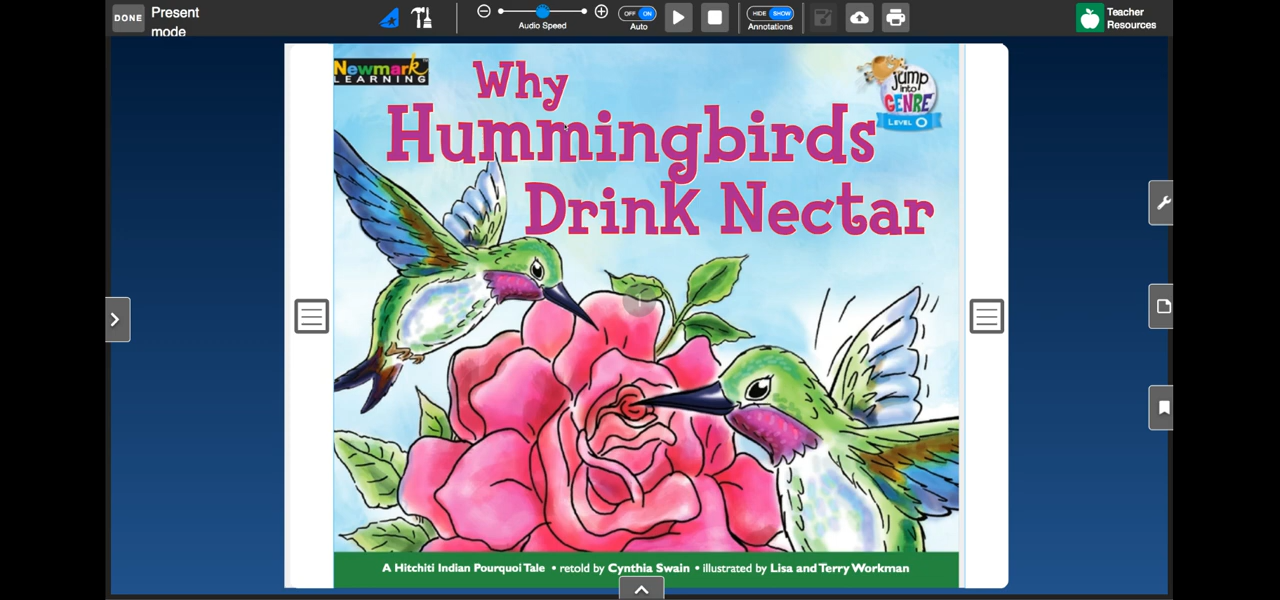 DONE
Present
mode
Audio Speed
OFF ON
Auto
HIDE SHOW
Annotations
Teacher
Resources
Newmark
LEARNING
Jump
into
GENRE
LEVEL O
Why
Hummingbirds
Drink Nectar
A Hitchiti Indian Pourquoi Tale • retold by Cynthia Swain • illustrated by Lisa and Terry Workman